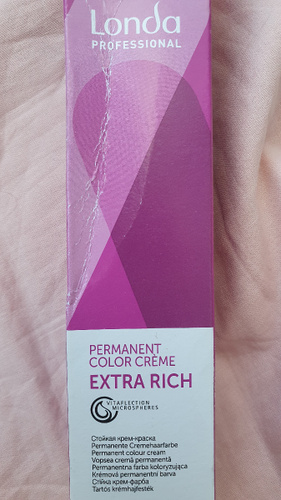 Londa
PROFESSIONAL
PERMANENT
COLOR CRÈME
EXTRA RICH
VITAFLECTION
MICROSPHERES
Стойкая крем-краска
Permanente Cremehaarfarbe
Permanent colour cream
Vopsea cremă permanentă
Permanentna farba koloryzująca
Krémová permanentní barva
Стійка крем-фарба
Tartós krémhajfesték